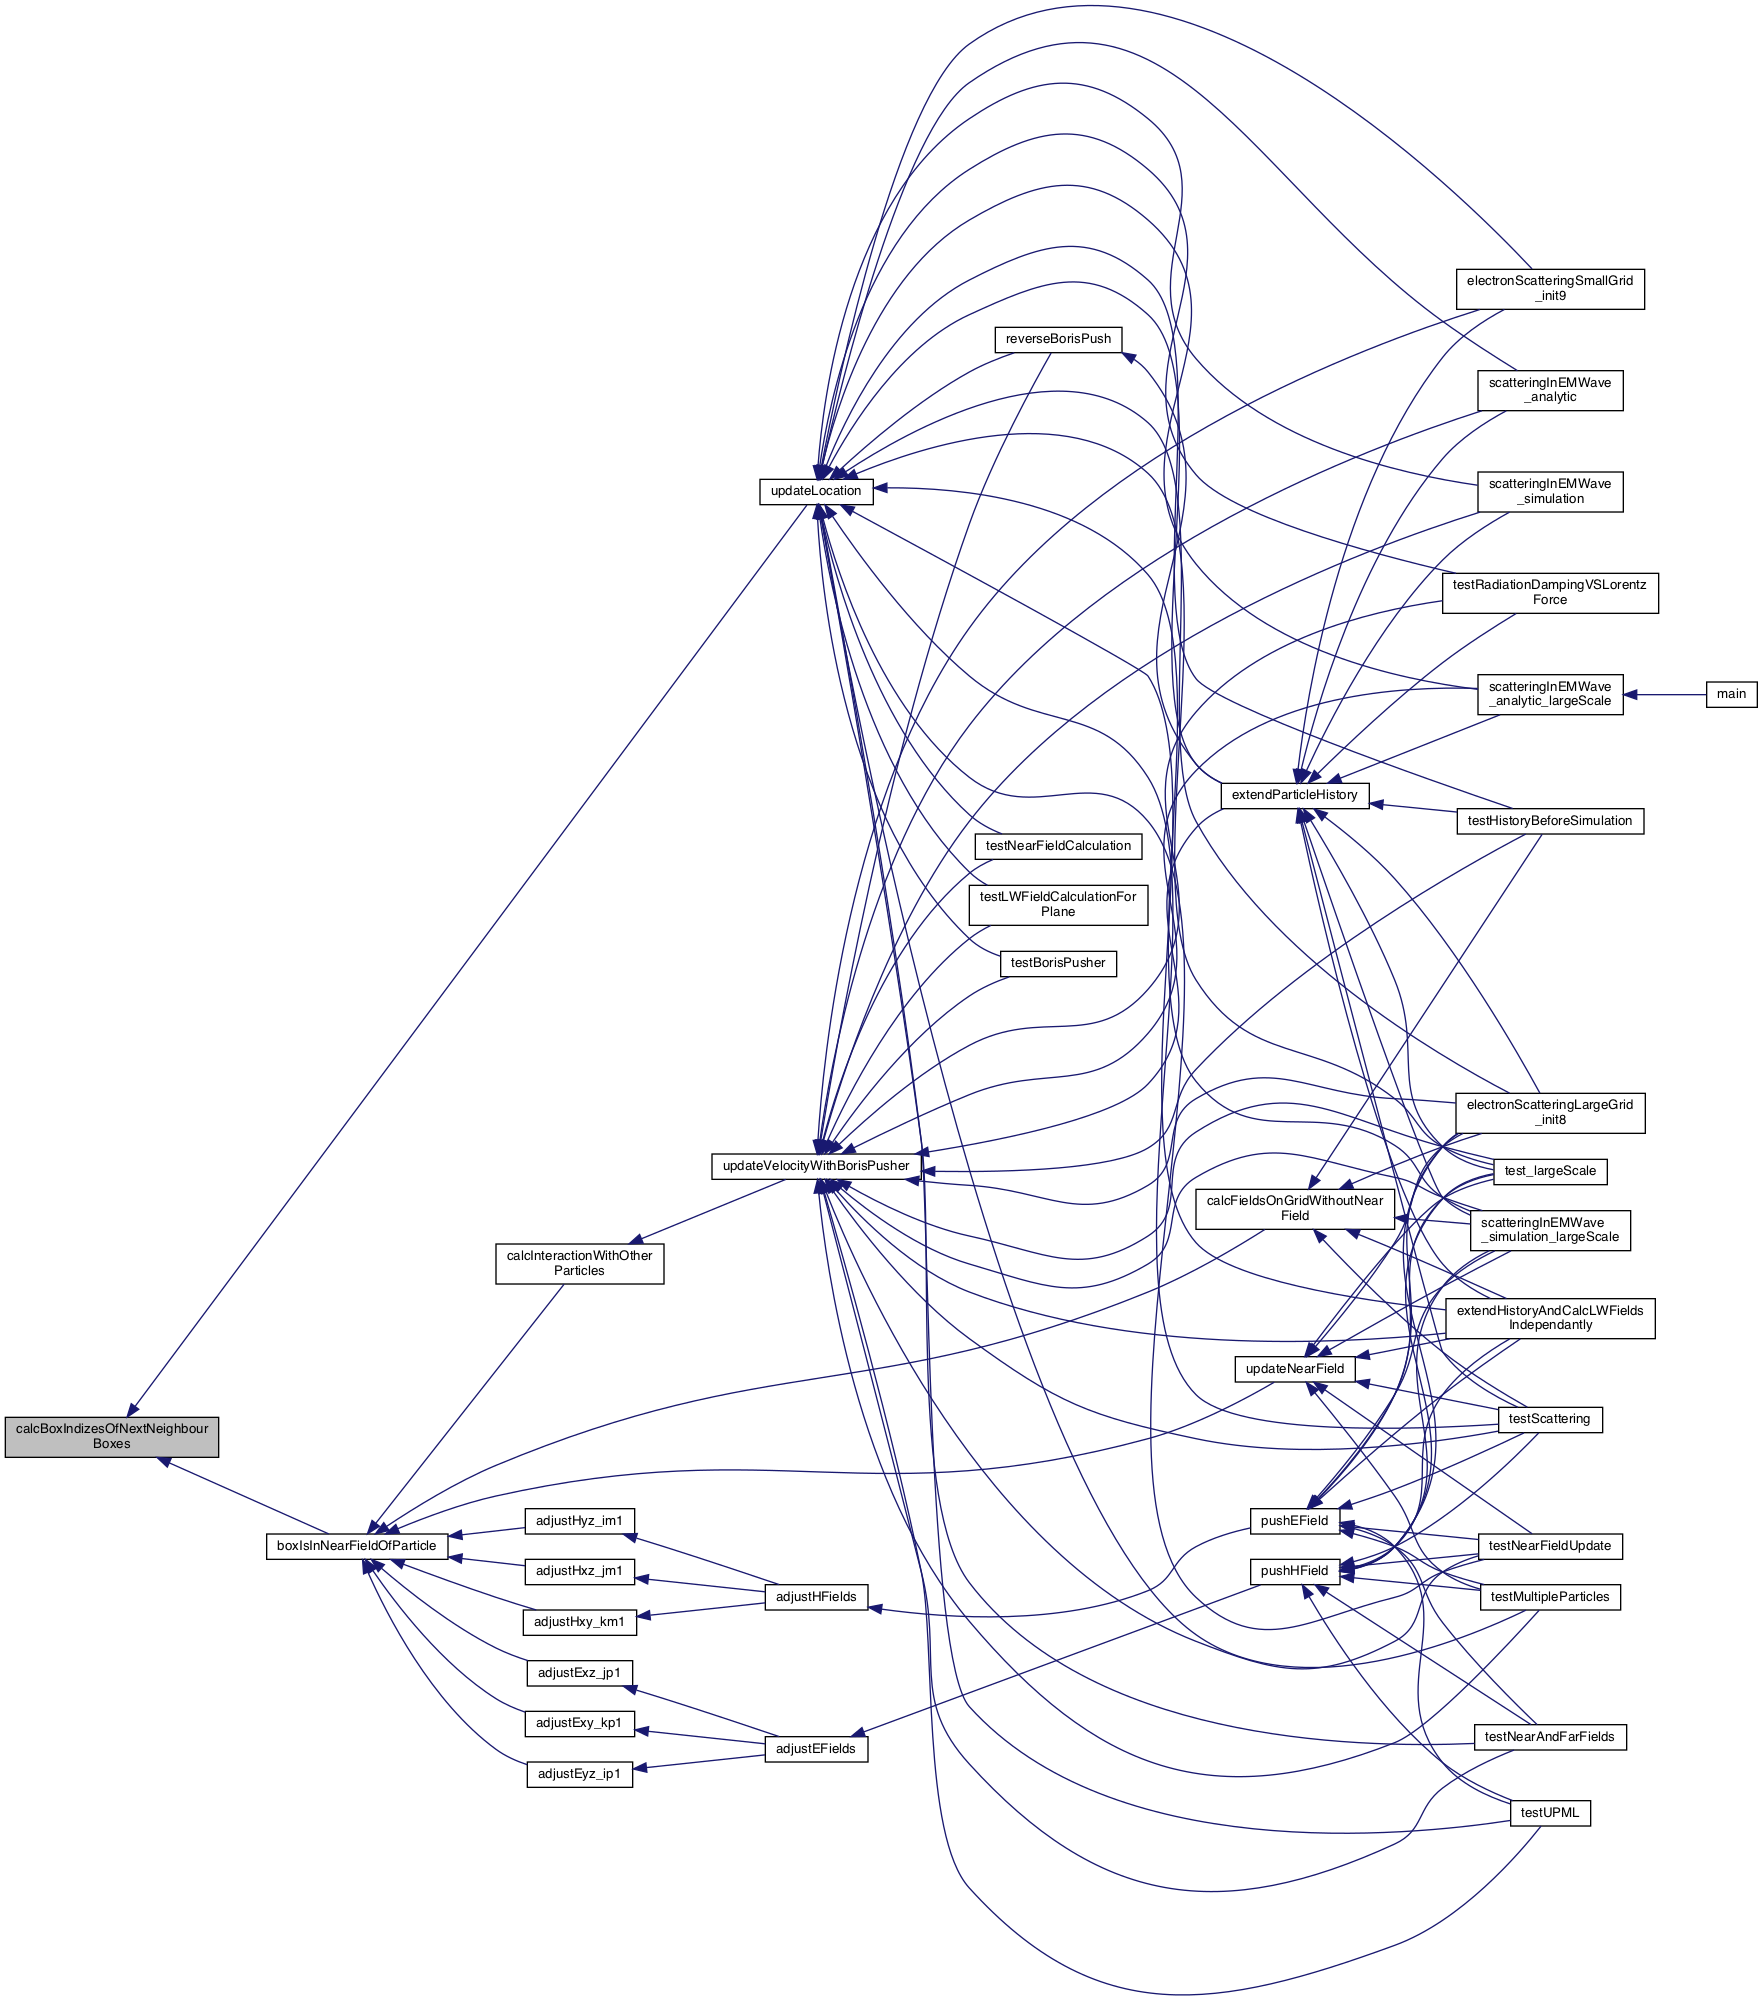 electronScatteringSmallGrid
_init9
reverseBorisPush
scatteringInEMWave
_analytic
updateLocation
scatteringInEMWave
_simulation
testRadiationDampingVSLorentz
Force
scatteringInEMWave
_analytic_largeScale
main
extendParticleHistory
testHistoryBeforeSimulation
testNearFieldCalculation
testLWFieldCalculationFor
Plane
testBorisPusher
electronScatteringLargeGrid
_init8
updateVelocityWithBorisPusher
test_largeScale
calcFieldsOnGridWithoutNear
Field
scatteringInEMWave
_simulation_largeScale
calcInteractionWithOther
Particles
extendHistoryAndCalcLWFields
Independantly
updateNearField
calcBoxIndizesOfNextNeighbour
Boxes
testScattering
adjustHyz_im1
pushEField
boxIsInNearFieldOfParticle
testNearFieldUpdate
adjustHxz_jm1
pushHField
adjustHFields
testMultipleParticles
adjustHxy_km1
adjustExz_jp1
adjustExy_kp1
testNearAndFarFields
adjustEFields
adjustEyz_ip1
testUPML